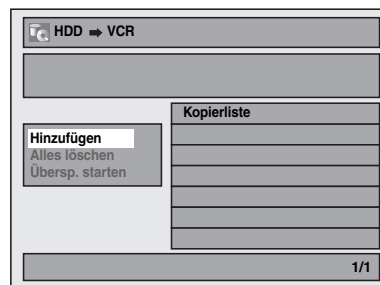 HDD ➡ VCR
Kopierliste
Hinzufügen
Alles löschen
Übersp. starten
1/1